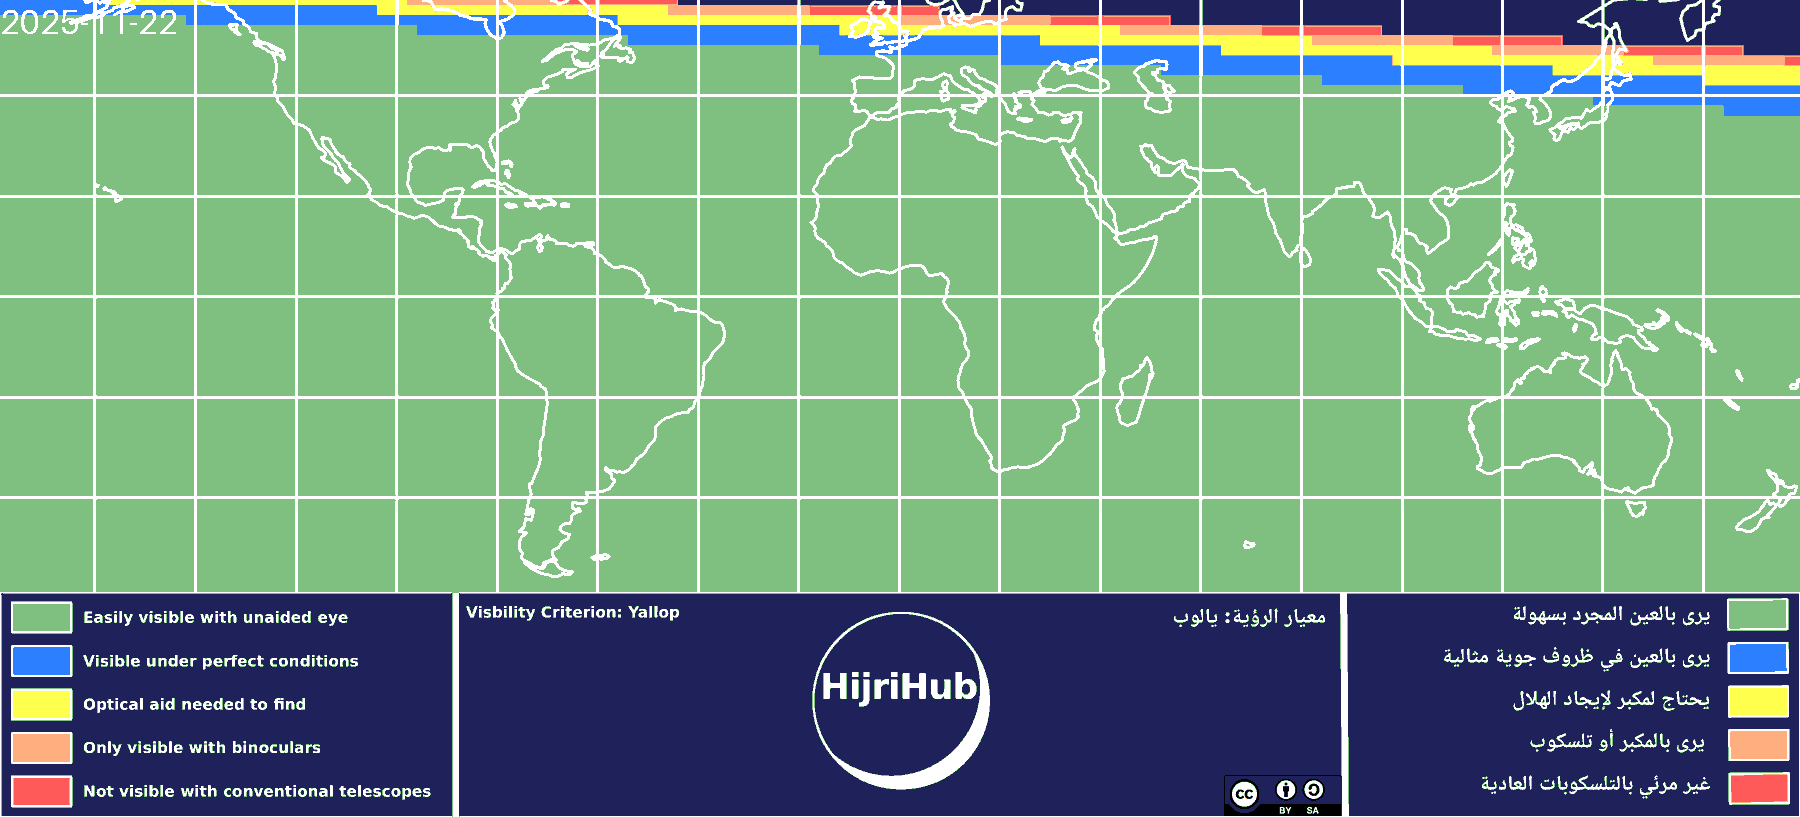 2025-11-22
Easily visible with unaided eye
Visible under perfect conditions
Optical aid needed to find
Only visible with binoculars
Not visible with conventional telescopes
Visbility Criterion: Yallop
معيار الرؤية: يالوب
HijriHub
cc
BY SA
يرى بالعين المجرد بسهولة
يرى بالعين في ظروف جوية مثالية
يحتاج لمكبر لإيجاد الهلال
يرى بالمكبر أو تلسكوب
غير مرئي بالتلسكوبات العادية